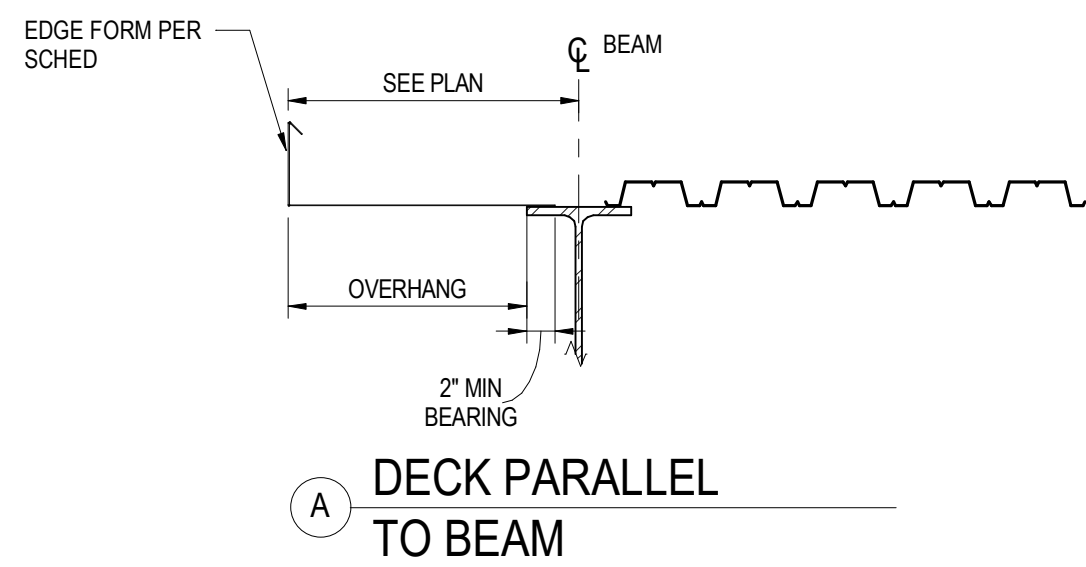 EDGE FORM PER
SCHED
℄ BEAM
SEE PLAN
OVERHANG
2" MIN
BEARING
A
DECK PARALLEL
TO BEAM